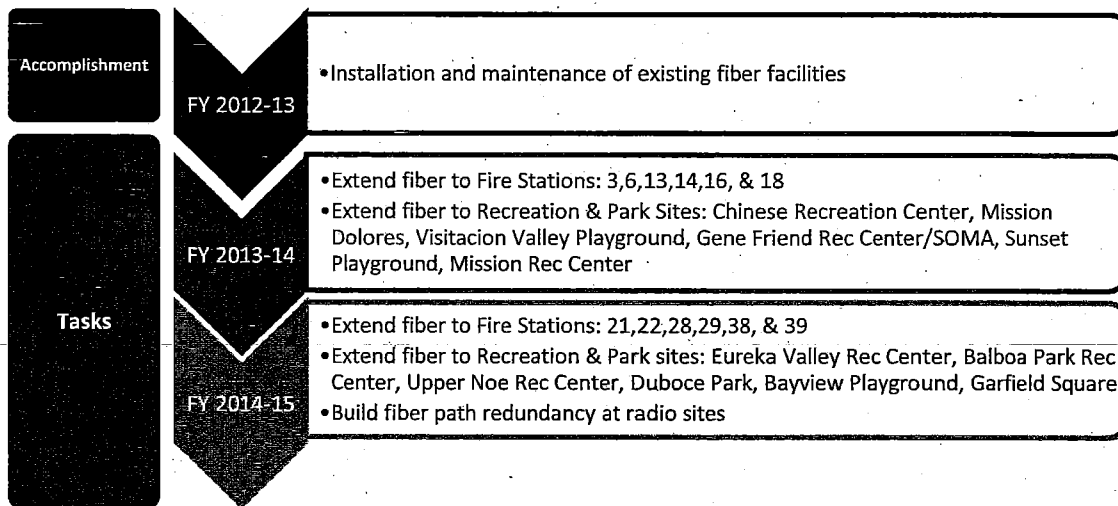 Accomplishment
FY 2012-13
•Installation and maintenance of existing fiber facilities
Tasks
FY 2013-14
•Extend fiber to Fire Stations: 3,6,13,14,16, & 18
•Extend fiber to Recreation & Park Sites: Chinese Recreation Center, Mission
Dolores, Visitacion Valley Playground, Gene Friend Rec Center/SOMA, Sunset
Playground, Mission Rec Center
FY 2014-15
•Extend fiber to Fire Stations: 21,22,28,29,38, & 39
•Extend fiber to Recreation & Park sites: Eureka Valley Rec Center, Balboa Park Rec
Center, Upper Noe Rec Center, Duboce Park, Bayview Playground, Garfield Square
•Build fiber path redundancy at radio sites